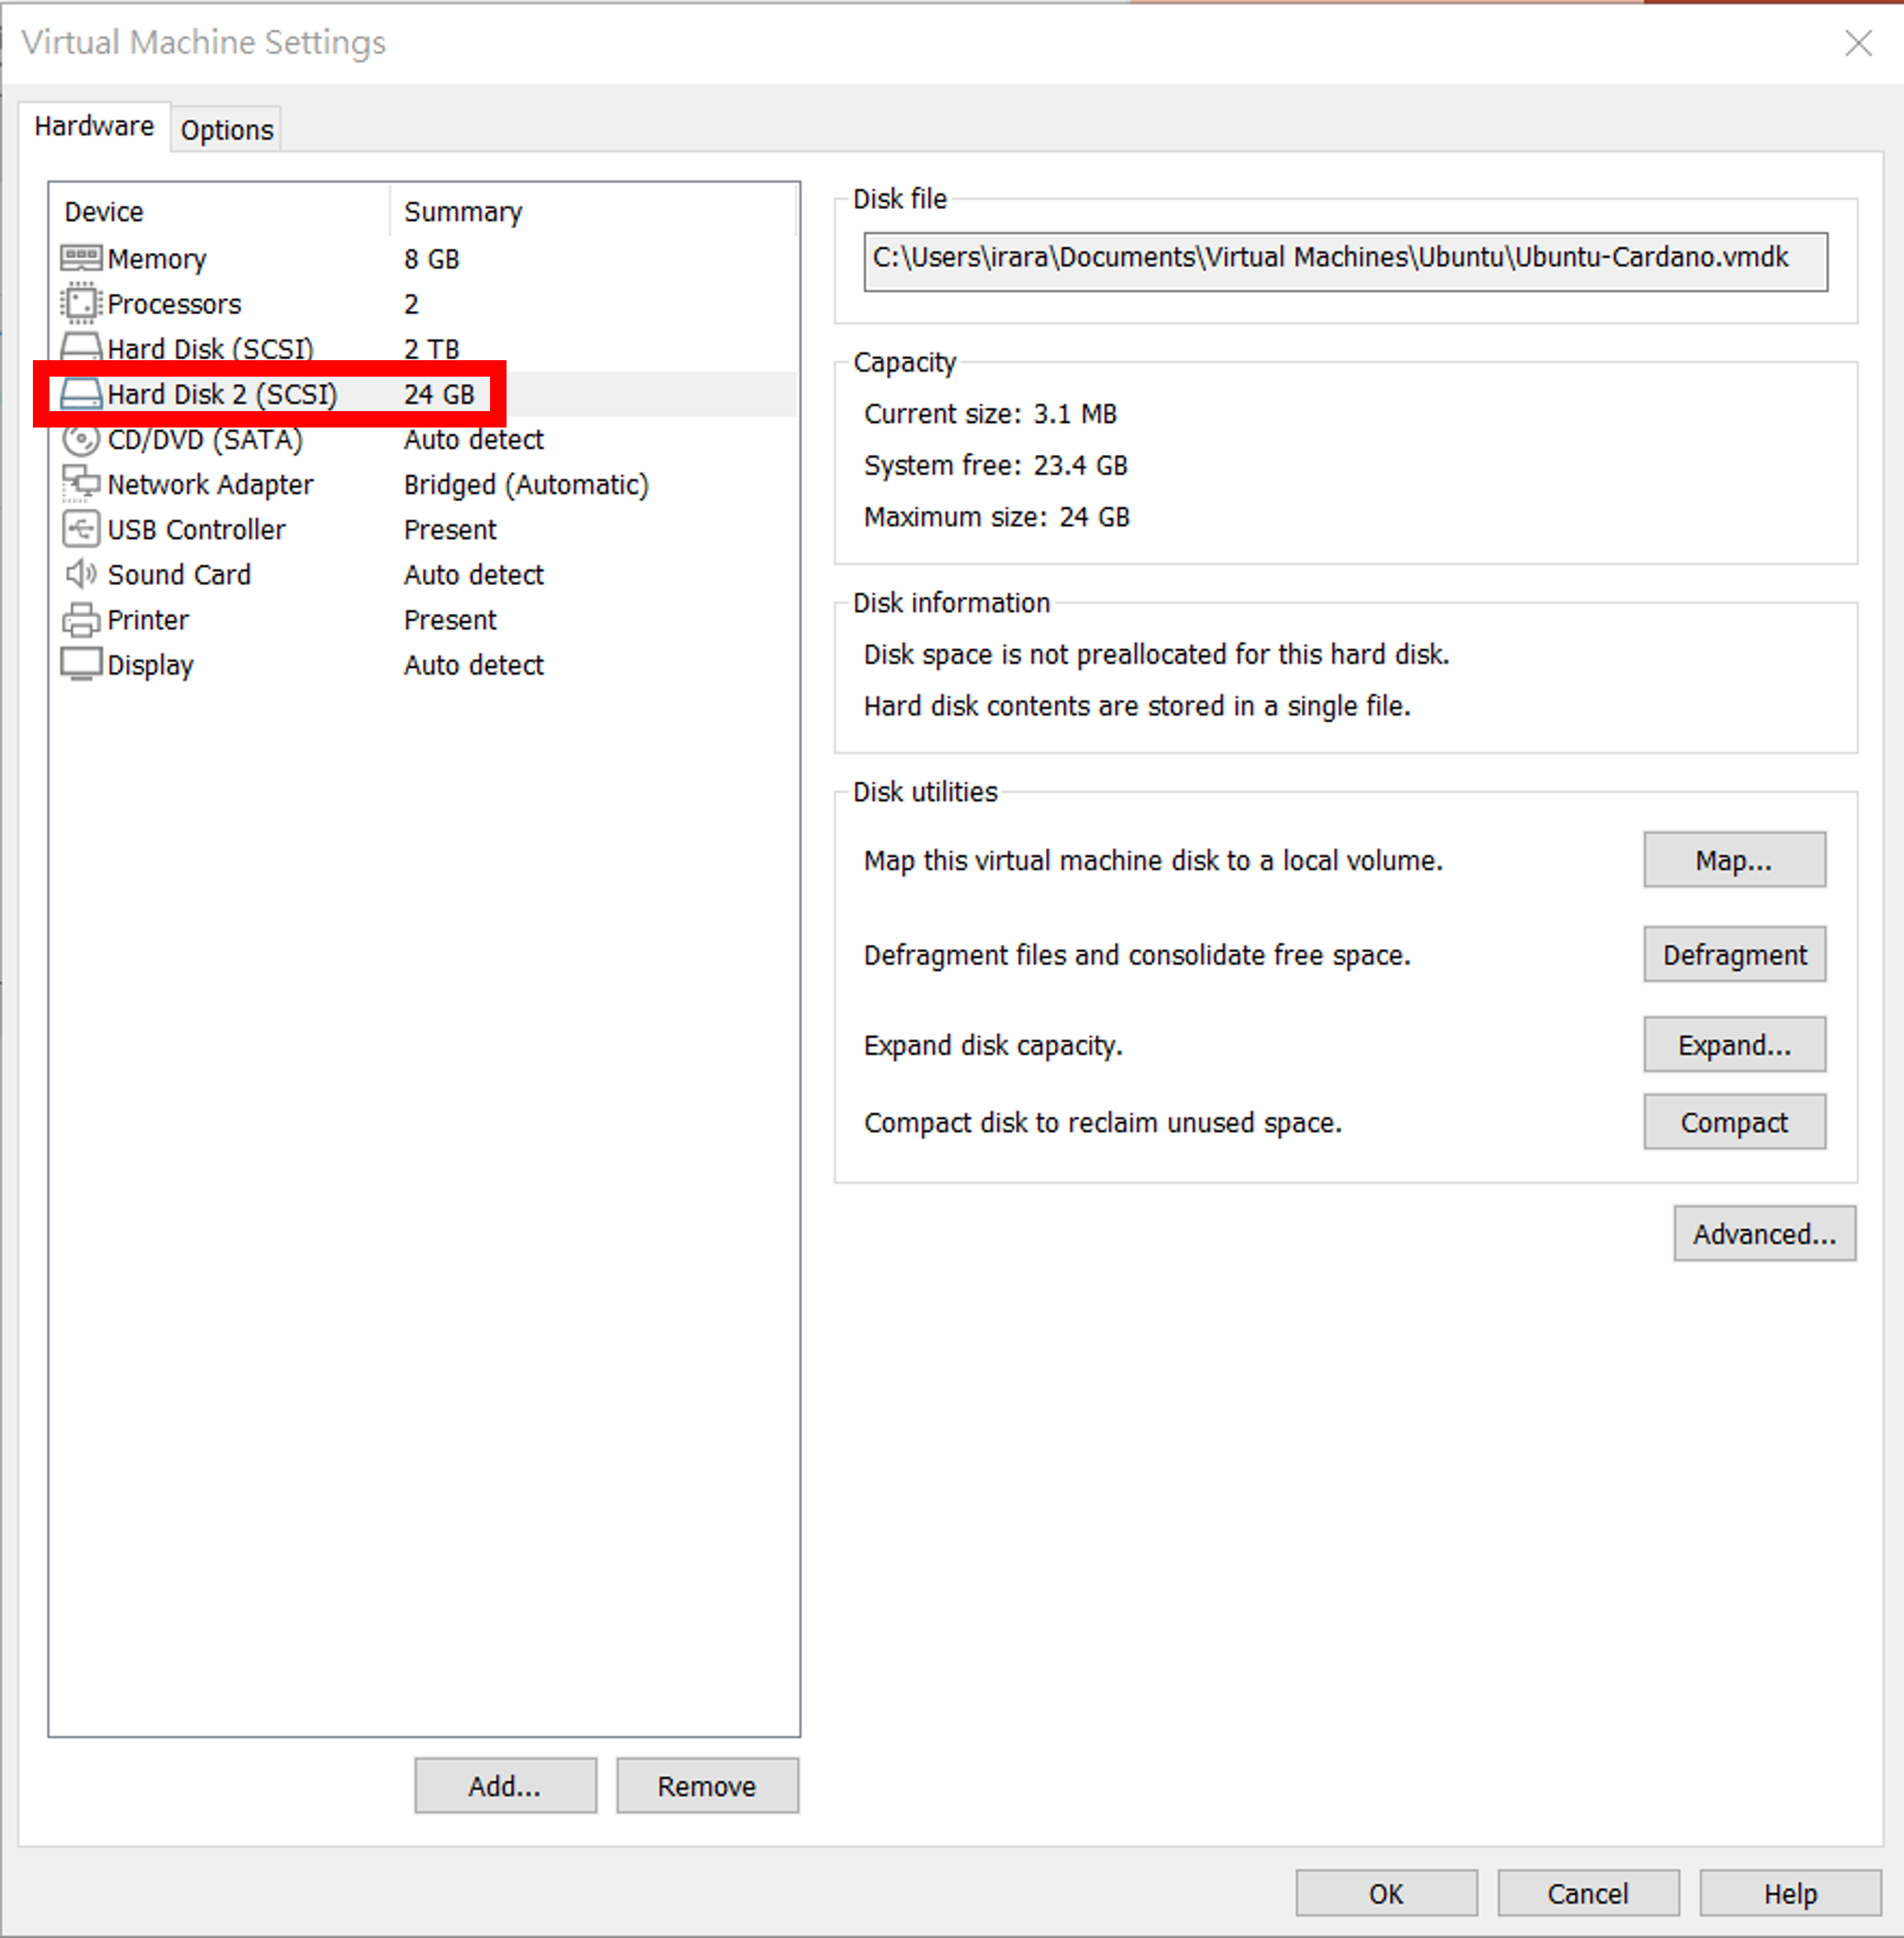 Virtual Machine Settings
Hardware
Options
Device Summary
Memory 8 GB
Processors 2
Hard Disk (SCSI) 2 TB
Hard Disk 2 (SCSI) 24 GB
CD/DVD (SATA) Auto detect
Network Adapter Bridged (Automatic)
USB Controller Present
Sound Card Auto detect
Printer Present
Display Auto detect
Add...
Remove
Disk file
C:\Users\irara\Documents\Virtual Machines\Ubuntu\Ubuntu-Cardano.vmdk
Capacity
Current size: 3.1 MB
System free: 23.4 GB
Maximum size: 24 GB
Disk information
Disk space is not preallocated for this hard disk.
Hard disk contents are stored in a single file.
Disk utilities
Map this virtual machine disk to a local volume. Map...
Defragment files and consolidate free space. Defragment
Expand disk capacity. Expand...
Compact disk to reclaim unused space. Compact
Advanced...
OK
Cancel
Help